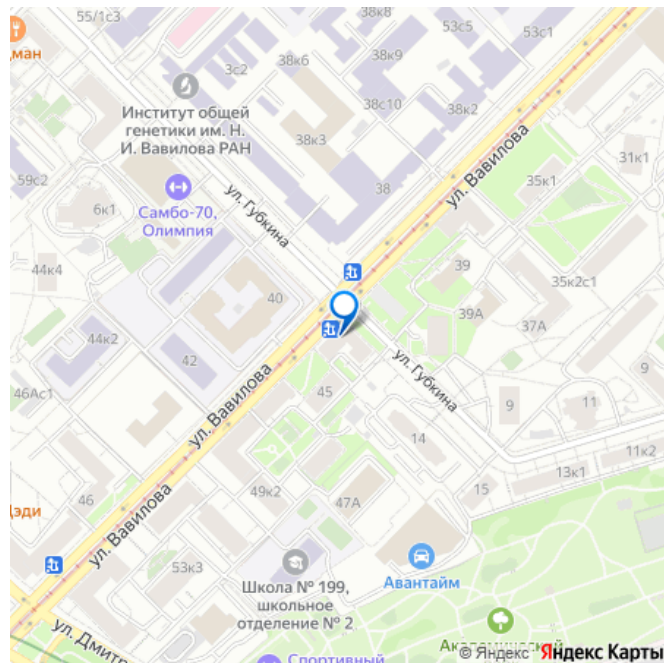 55/1с3
38к8
53с5
53с1
дман
38к6
38к9
3с2
38с10
38к2
Институт общей
генетики им. Н.
И. Вавилова РАН
38к3
59с2
38
ул. Вавилова
35к1
31к1
ул. Губкина
Самбо-70,
Олимпия
6к1
44к4
39
35к2с1
40
39А
37А
44к2
42
ул. Губкина
46Ас1
ул. Вавилова
45
9
11
14
11к2
13к1
46
49к2
47А
15
Дэди
ул. Вавилова
53к3
Авантайм
Школа № 199,
школьное
отделение № 2
ул. Дмитр
Академический
Спортивный
© Яндекс Яндекс Карты